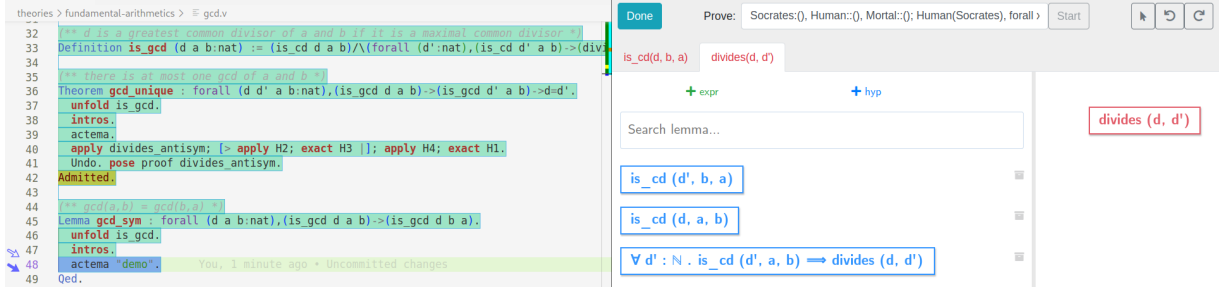 theories > fundamental-arithmetics > gcd.v
32 (** d is a greatest common divisor of a and b if it is a maximal common divisor *)
33 Definition is_gcd (d a b:nat) := (is_cd d a b)/\(forall (d':nat),(is_cd d' a b)->(divi
34
35 (** there is at most one gcd of a and b *)
36 Theorem gcd_unique : forall (d d' a b:nat),(is_gcd d a b)->(is_gcd d' a b)->d=d'.
37 unfold is_gcd.
38 intros.
39 actema.
40 apply divides_antisym; [> apply H2; exact H3 |]; apply H4; exact H1.
41 Undo. pose proof divides_antisym.
42 Admitted.
43
44 (** gcd(a,b) = gcd(b,a) *)
45 Lemma gcd_sym : forall (d a b:nat),(is_gcd d a b)->(is_gcd d b a).
46 unfold is_gcd.
47 intros.
48 actema "demo". You, 1 minute ago • Uncommitted changes
49 Qed.
Done Prove: Socrates:(), Human::(), Mortal::(); Human(Socrates), forall Start
is_cd(d, b, a) divides(d, d')
+ expr + hyp
Search lemma...
is_cd (d', b, a)
is_cd (d, a, b)
∀ d' : ℕ . is_cd (d', a, b) ⟹ divides (d, d')
divides (d, d')